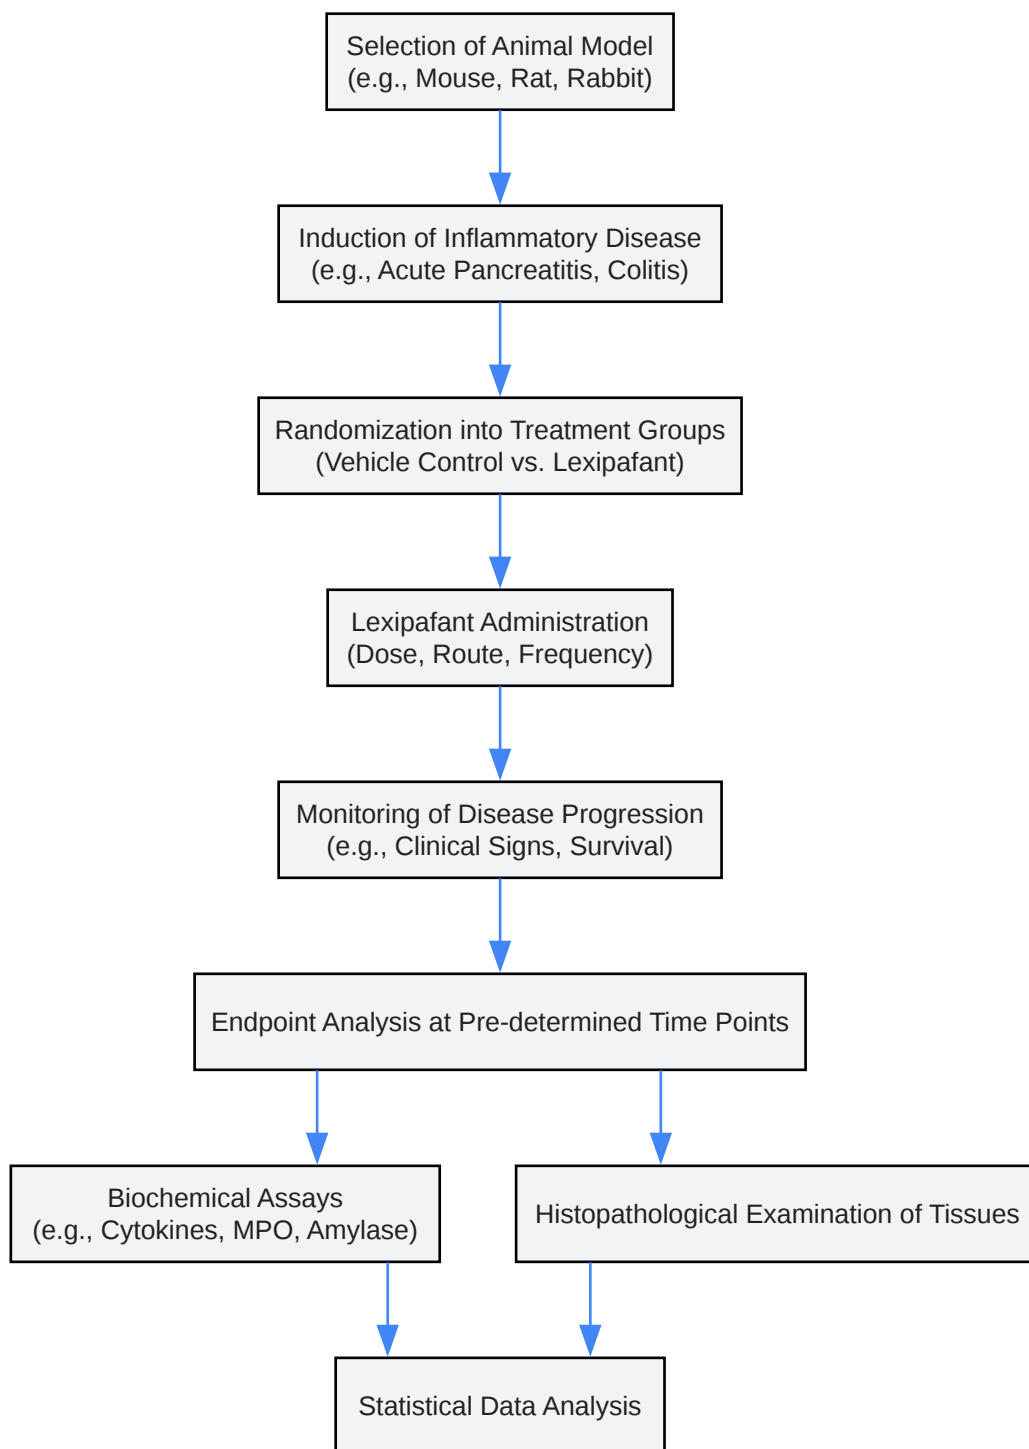 Selection of Animal Model
(e.g., Mouse, Rat, Rabbit)
Induction of Inflammatory Disease
(e.g., Acute Pancreatitis, Colitis)
Randomization into Treatment Groups
(Vehicle Control vs. Lexipafant)
Lexipafant Administration
(Dose, Route, Frequency)
Monitoring of Disease Progression
(e.g., Clinical Signs, Survival)
Endpoint Analysis at Pre-determined Time Points
Biochemical Assays
(e.g., Cytokines, MPO, Amylase)
Histopathological Examination of Tissues
Statistical Data Analysis